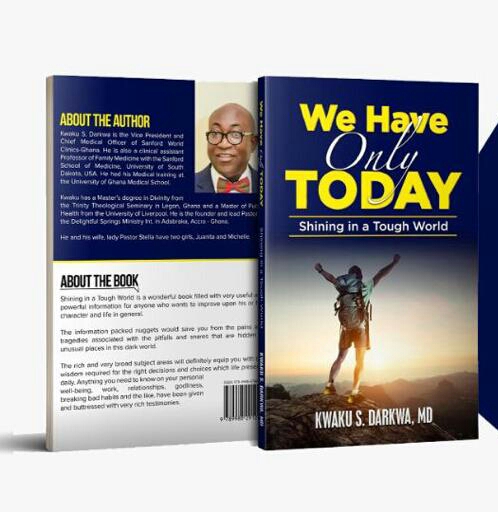 ABOUT THE AUTHOR
Kwaku S. Darkwa is the Vice President and
Chief Medical Officer of Sanford World
Clinics-Ghana. He is also a clinical assistant
Professor of Family Medicine with the Sanford
School of Medicine, University of South
Dakota, USA. He had his Medical training at
the University of Ghana Medical School.
Kwaku has a Master's degree in Divinity from
the Trinity Theological Seminary in Legon, Ghana and a Master of
Health from the University of Liverpool. He is the founder and lead Pastor
the Delightful Springs Ministry Int. in Adabraka, Accra - Ghana.
He and his wife, lady Pastor Stella have two girls, Juanita and Michelle.
ABOUT THE BOOK
Shining in a Tough World is a wonderful book filled with very useful
powerful information for anyone who wants to improve upon his or
character and life in general.
The information packed nuggets would save you from the pains
tragedies associated with the pitfalls and snares that are hidden
unusual places in this dark world.
The rich and very broad subject areas will definitely equip you with
wisdom required for the right decisions and choices which life
daily. Anything you need to know on your personal
well-being, work, relationships, godliness,
breaking bad habits and the like, have been given
and buttressed with very rich testimonies.
We Have Only TODAY
Shining in a Tough World
KWAKU S. DARKWA, MD
We Have
Only
TODAY
Shining in a Tough World
KWAKU S. DARKWA, MD